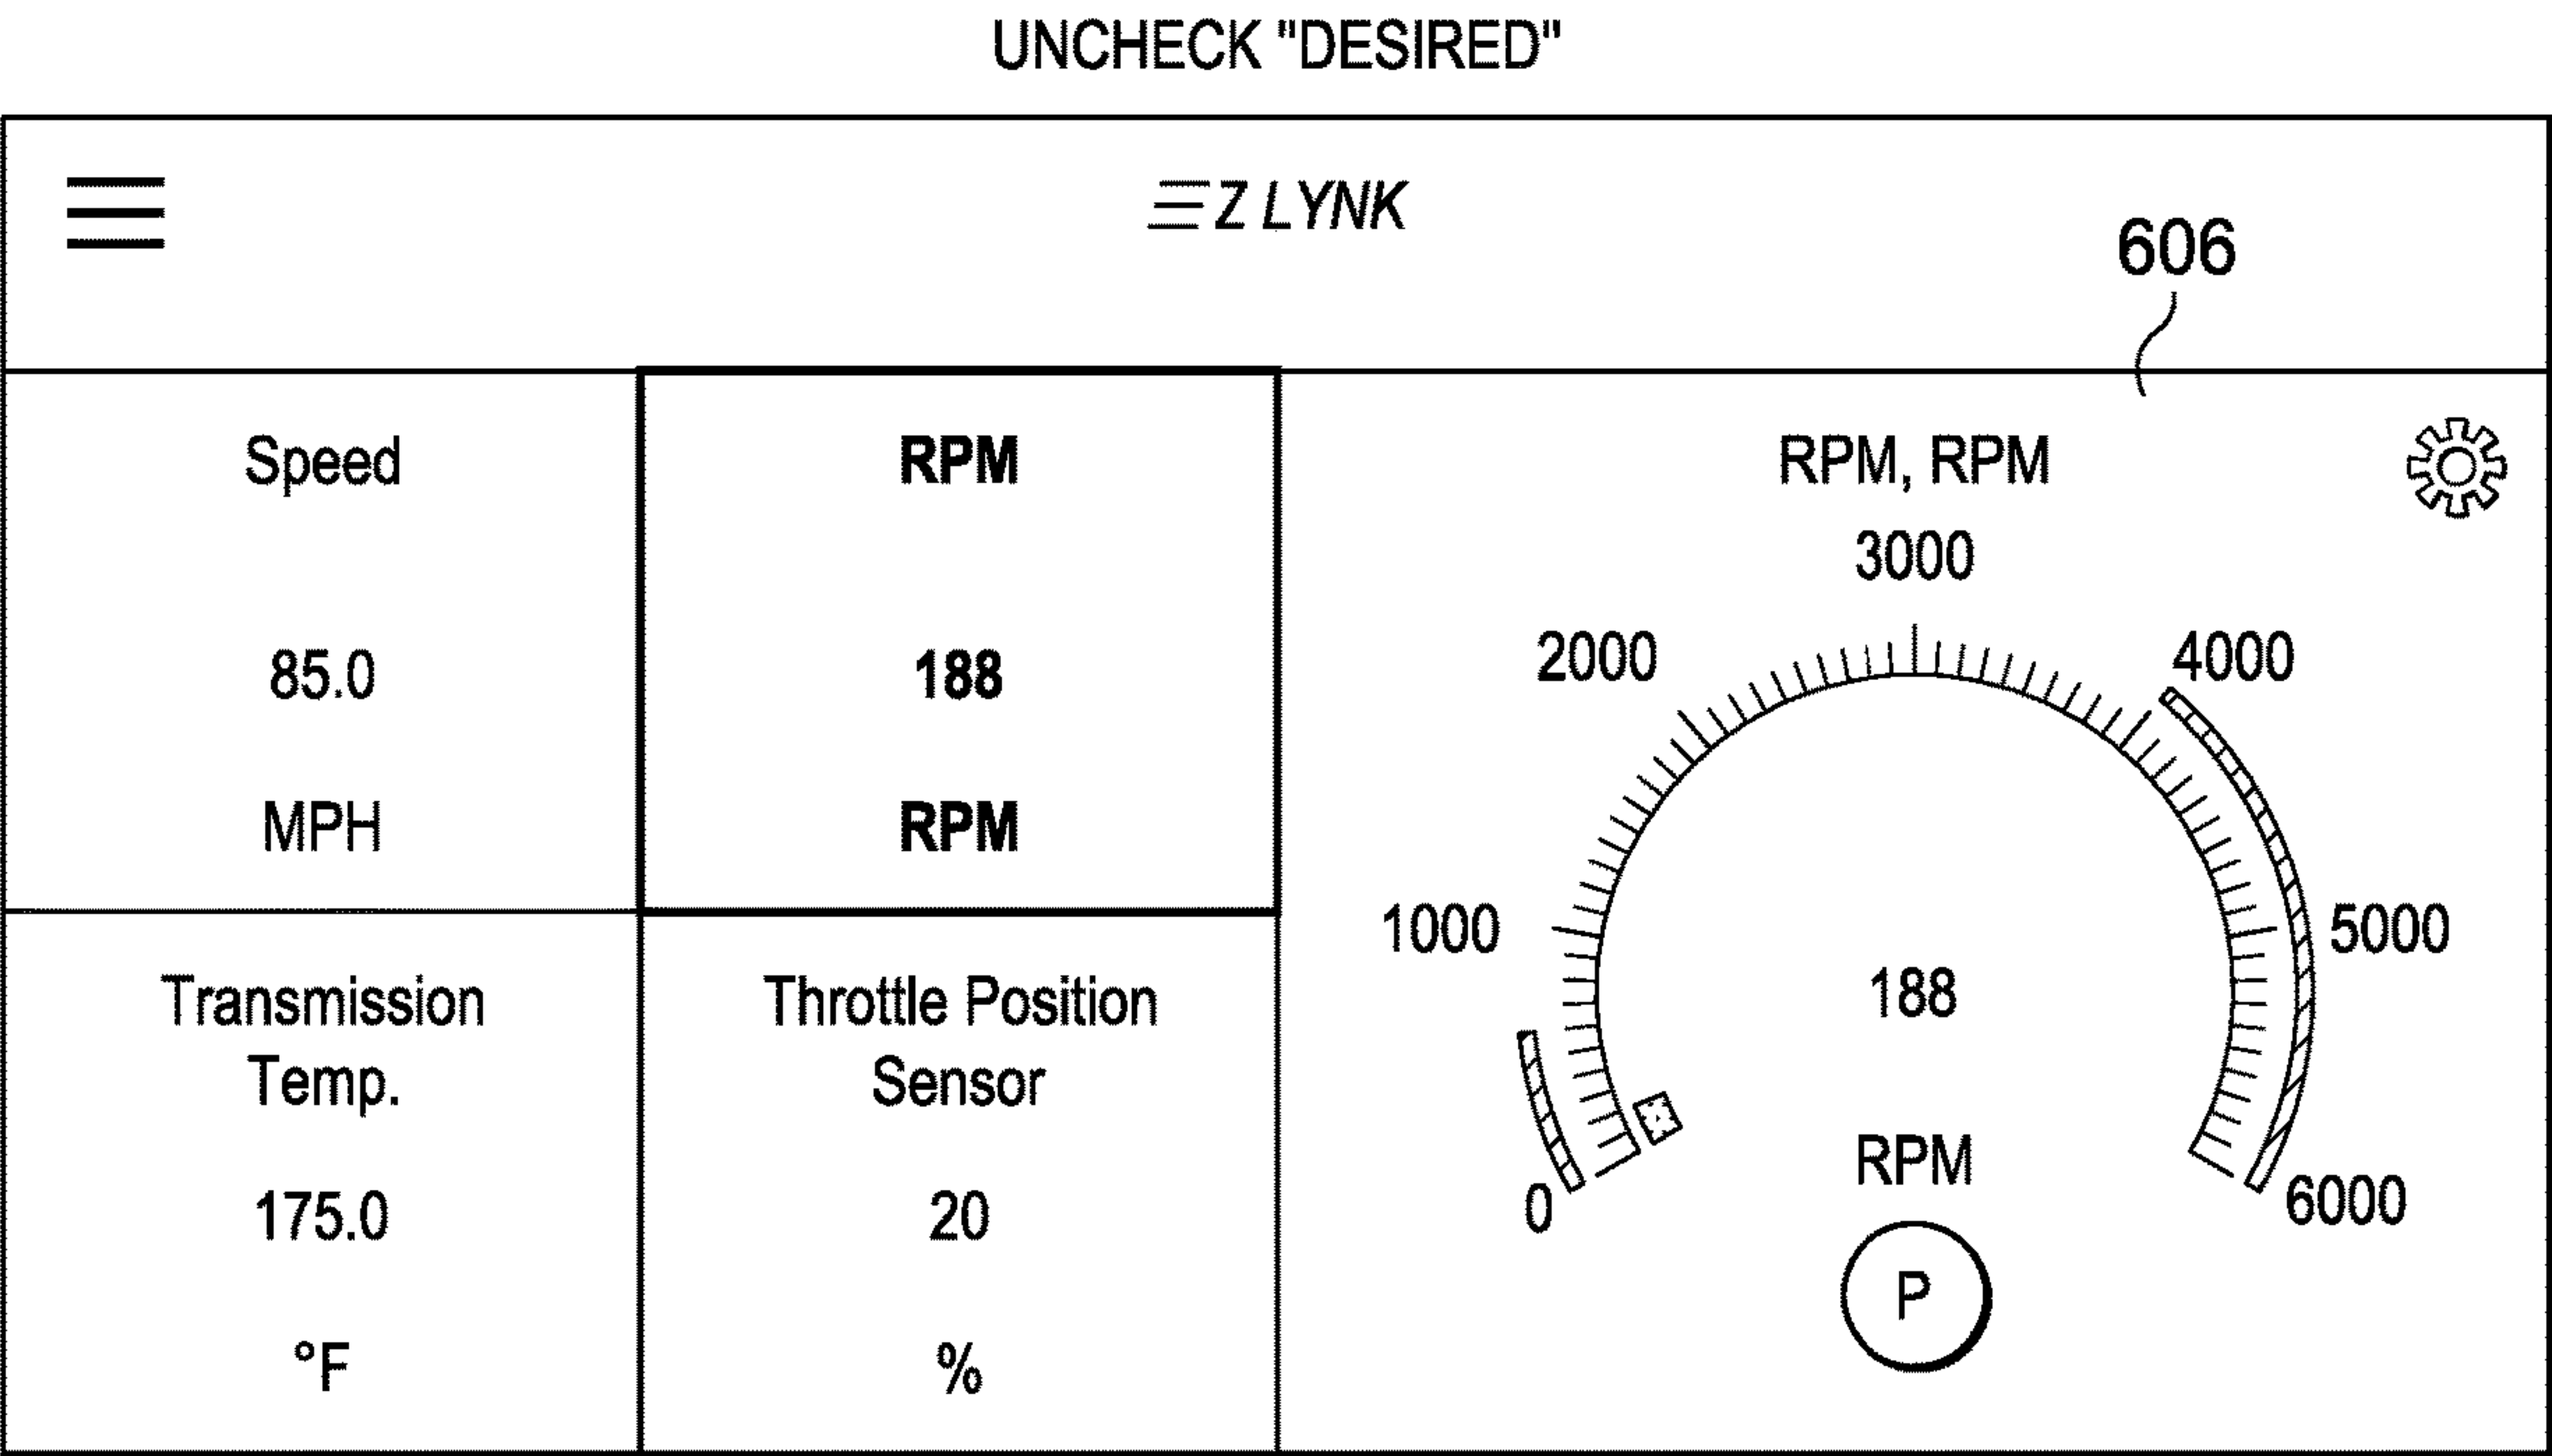 UNCHECK "DESIRED"
EZ LYNK
606
Speed
85.0
MPH
RPM
188
RPM
Transmission
Temp.
175.0
°F
Throttle Position
Sensor
20
%
RPM, RPM
3000
2000
4000
1000
5000
188
0
RPM
6000
P